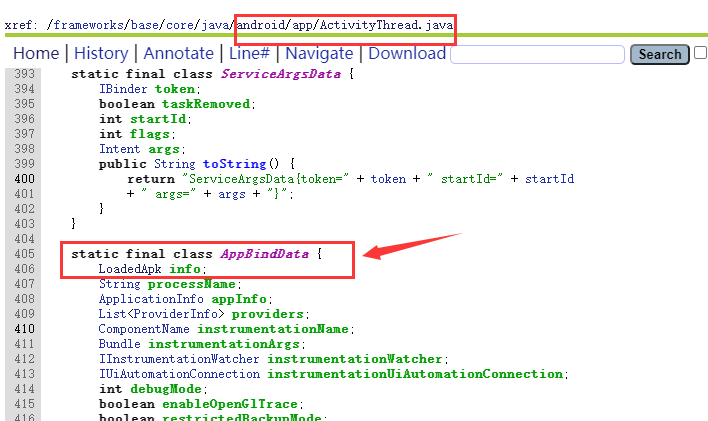 xref: /frameworks/base/core/java/android/app/ActivityThread.java
Home | History | Annotate | Line# | Navigate | Download Search
393 static final class ServiceArgsData {
394 IBinder token;
395 boolean taskRemoved;
396 int startId;
397 int flags;
398 Intent args;
399 public String toString() {
400 return "ServiceArgsData{token=" + token + " startId=" + startId
401 + " args=" + args + "}";
402 }
403 }
404
405 static final class AppBindData {
406 LoadedApk info;
407 String processName;
408 ApplicationInfo appInfo;
409 List<ProviderInfo> providers;
410 ComponentName instrumentationName;
411 Bundle instrumentationArgs;
412 IInstrumentationWatcher instrumentationWatcher;
413 IUiAutomationConnection instrumentationUiAutomationConnection;
414 int debugMode;
415 boolean enableOpenGlTrace;
416 boolean restrictedBackupMode;